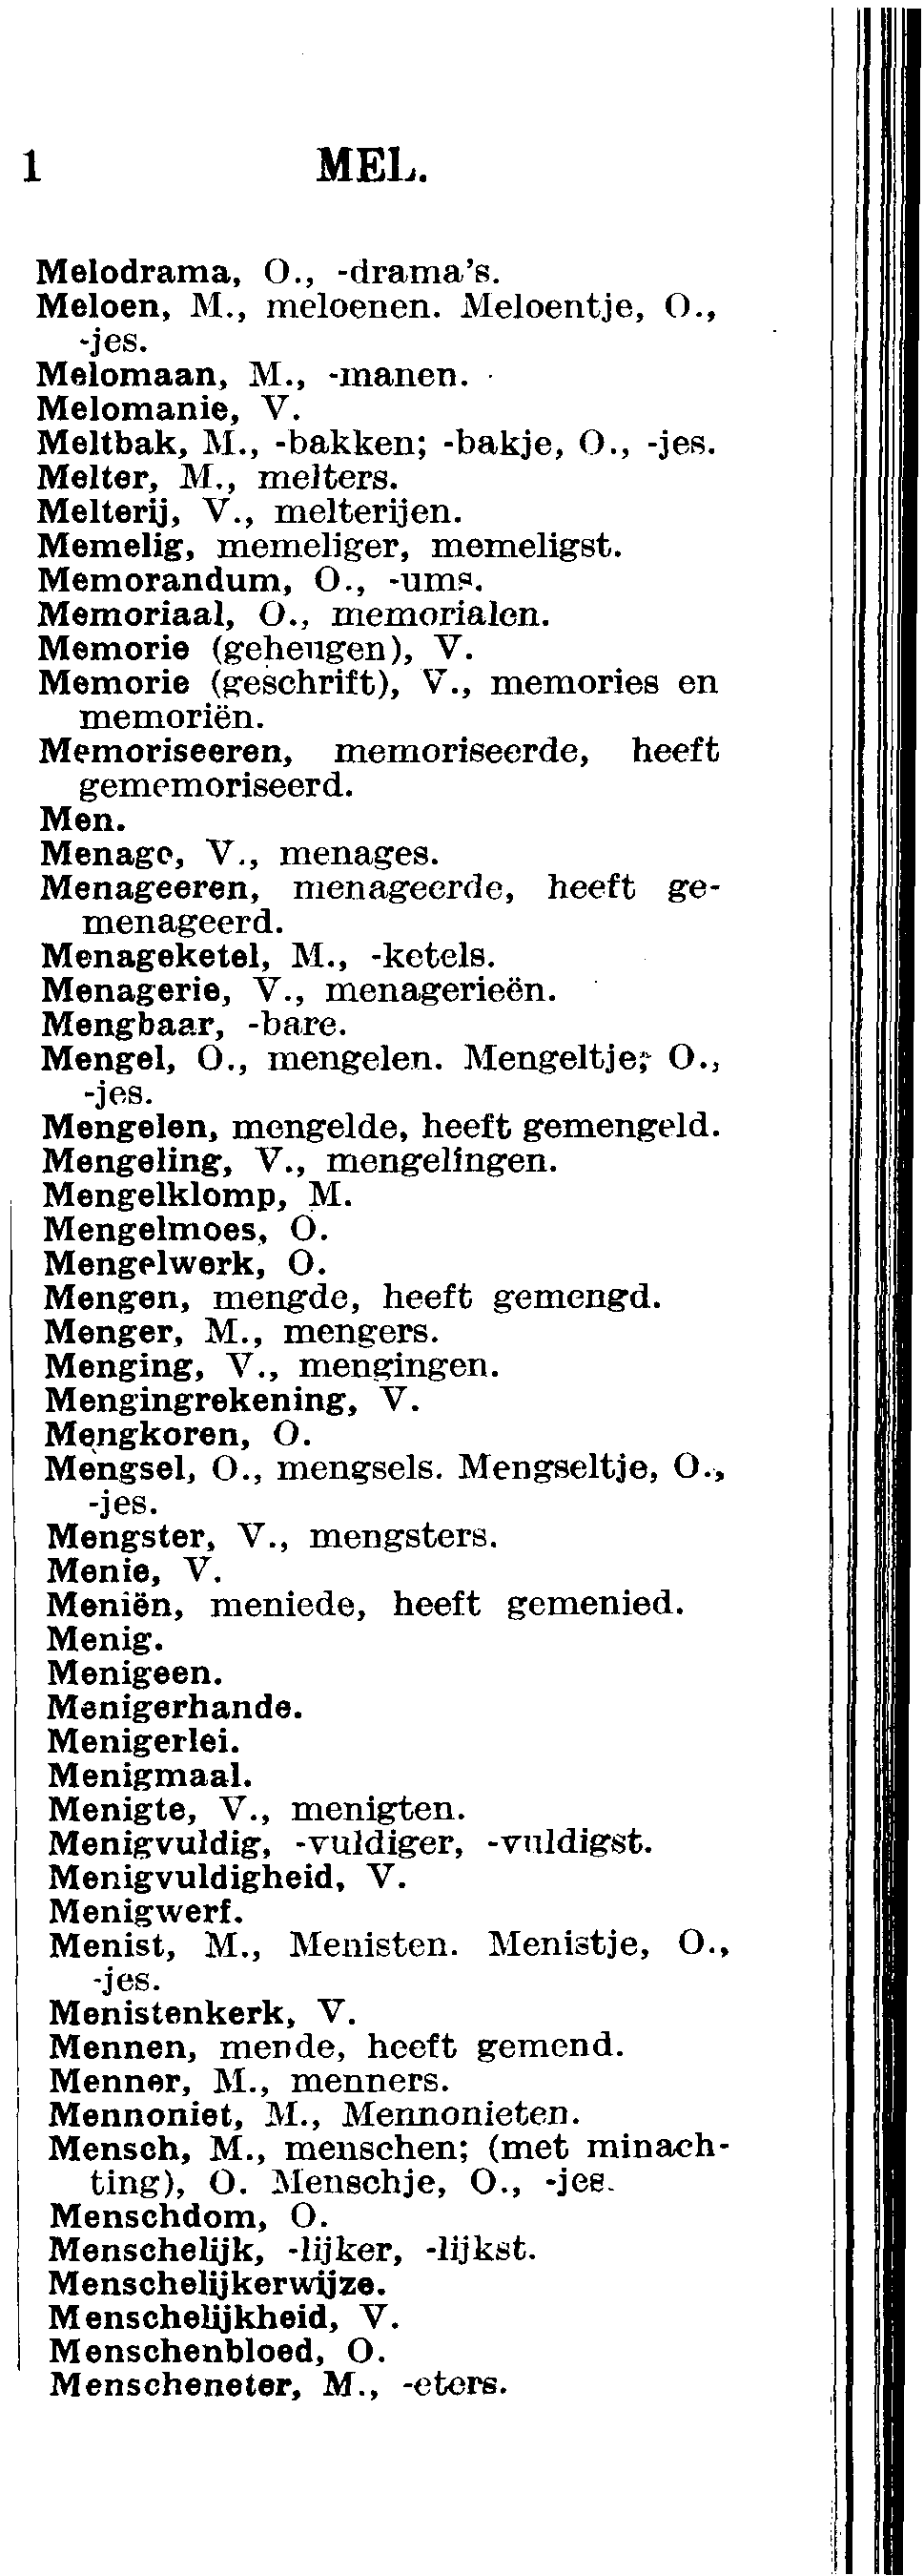 1 MEL.
Melodrama, O., -drama's.
Meloen, M., meloenen. Meloentje, O.,
-jes.
Melomaan, M., -manen.
Melomanie, V.
Meltbak, M., -bakken; -bakje, O., -jes.
Melter, M., melters.
Melterij, V., melterijen.
Memelig, memeliger, memeligst.
Memorandum, O., -ums.
Memoriaal, O., memorialen.
Memorie (geheugen), V.
Memorie (geschrift), V., memories en
memoriën.
Memoriseeren, memoriseerde, heeft
gememoriseerd.
Men.
Menage, V., menages.
Menageeren, menageerde, heeft ge-
menageerd.
Menageketel, M., -ketels.
Menagerie, V., menagerieën.
Mengbaar, -bare.
Mengel, O., mengelen. Mengeltje, O.,
-jes.
Mengelen, mengelde, heeft gemengeld.
Mengeling, V., mengelingen.
Mengelklomp, M.
Mengelmoes, O.
Mengelwerk, O.
Mengen, mengde, heeft gemengd.
Menger, M., mengers.
Menging, V., mengingen.
Mengingrekening, V.
Mengkoren, O.
Mengsel, O., mengsels. Mengseltje, O.,
-jes.
Mengster, V., mengsters.
Menie, V.
Meniën, meniede, heeft gemenied.
Menig.
Menigeen.
Menigerhande.
Menigerlei.
Menigmaal.
Menigte, V., menigten.
Menigvuldig, -vuldiger, -vuldigst.
Menigvuldigheid, V.
Menigwerf.
Menist, M., Menisten. Menistje, O.,
-jes.
Menistenkerk, V.
Mennen, mende, heeft gemend.
Menner, M., menners.
Mennoniet, M., Mennonieten.
Mensch, M., menschen; (met minach-
ting), O. Menschje, O., -jes.
Menschdom, O.
Menschelijk, -lijker, -lijkst.
Menschelijkerwijze.
Menschelijkheid, V.
Menschenbloed, O.
Menscheneter, M., -eters.